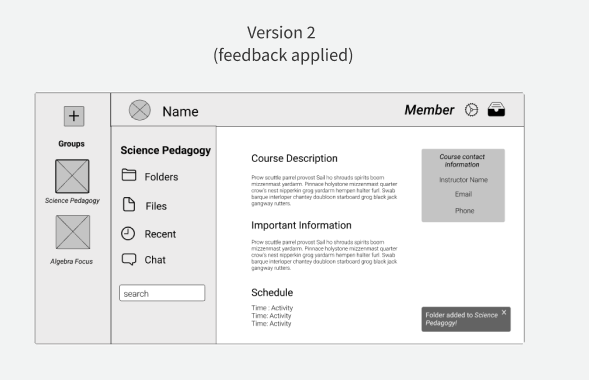 Version 2
(feedback applied)
Name
Member
Groups
Science Pedagogy
Algebra Focus
Science Pedagogy
Folders
Files
Recent
Chat
search
Course Description
Prow scuttle parrel provost Sail ho shrouds spirits boom
mizzenmast yardarm. Pinnace holystone mizzenmast quarter
crow's nest nipperkin grog yardarm hempen halter furl. Swab
barque interloper chantey doubloon starboard grog black jack
gangway rutters.
Important Information
Prow scuttle parrel provost Sail ho shrouds spirits boom
mizzenmast yardarm. Pinnace holystone mizzenmast quarter
crow's nest nipperkin grog yardarm hempen halter furl. Swab
barque interloper chantey doubloon starboard grog black jack
gangway rutters.
Schedule
Time : Activity
Time: Activity
Time: Activity
Course contact
information
Instructor Name
Email
Phone
Folder added to Science
Pedagogy!